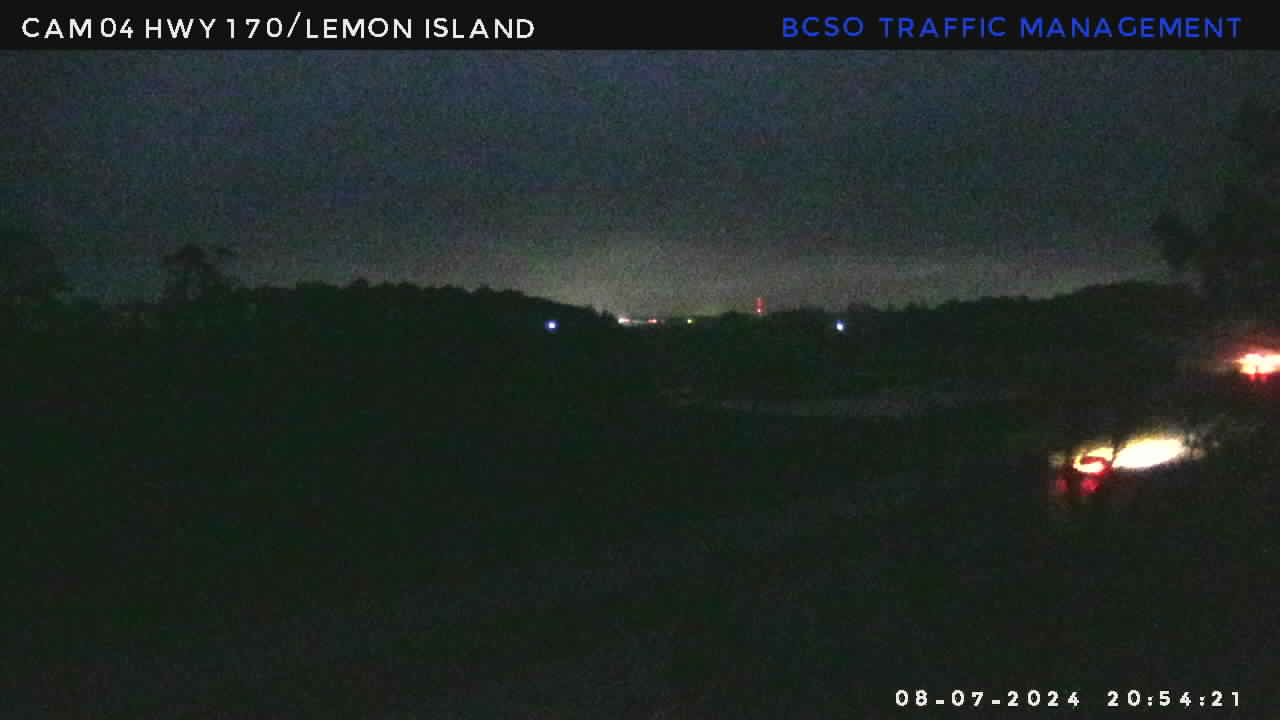 CAM04 HWY 170/LEMON ISLAND
BCSO TRAFFIC MANAGEMENT
08-07-2024 20:54:21